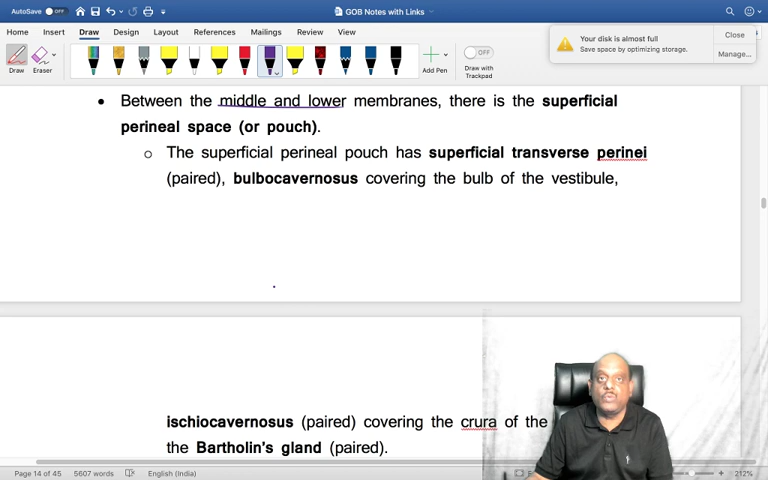 AutoSave OFF
GOB Notes with Links
Home Insert Draw Design Layout References Mailings Review View
Your disk is almost full
Save space by optimizing storage.
Close
Manage...
Draw
Eraser
Add Pen
OFF
Draw with
Trackpad
• Between the middle and lower membranes, there is the superficial
perineal space (or pouch).
o The superficial perineal pouch has superficial transverse perinei
(paired), bulbocavernosus covering the bulb of the vestibule,
ischiocavernosus (paired) covering the crura of the
the Bartholin's gland (paired).
Page 14 of 45 5607 words English (India) 212%